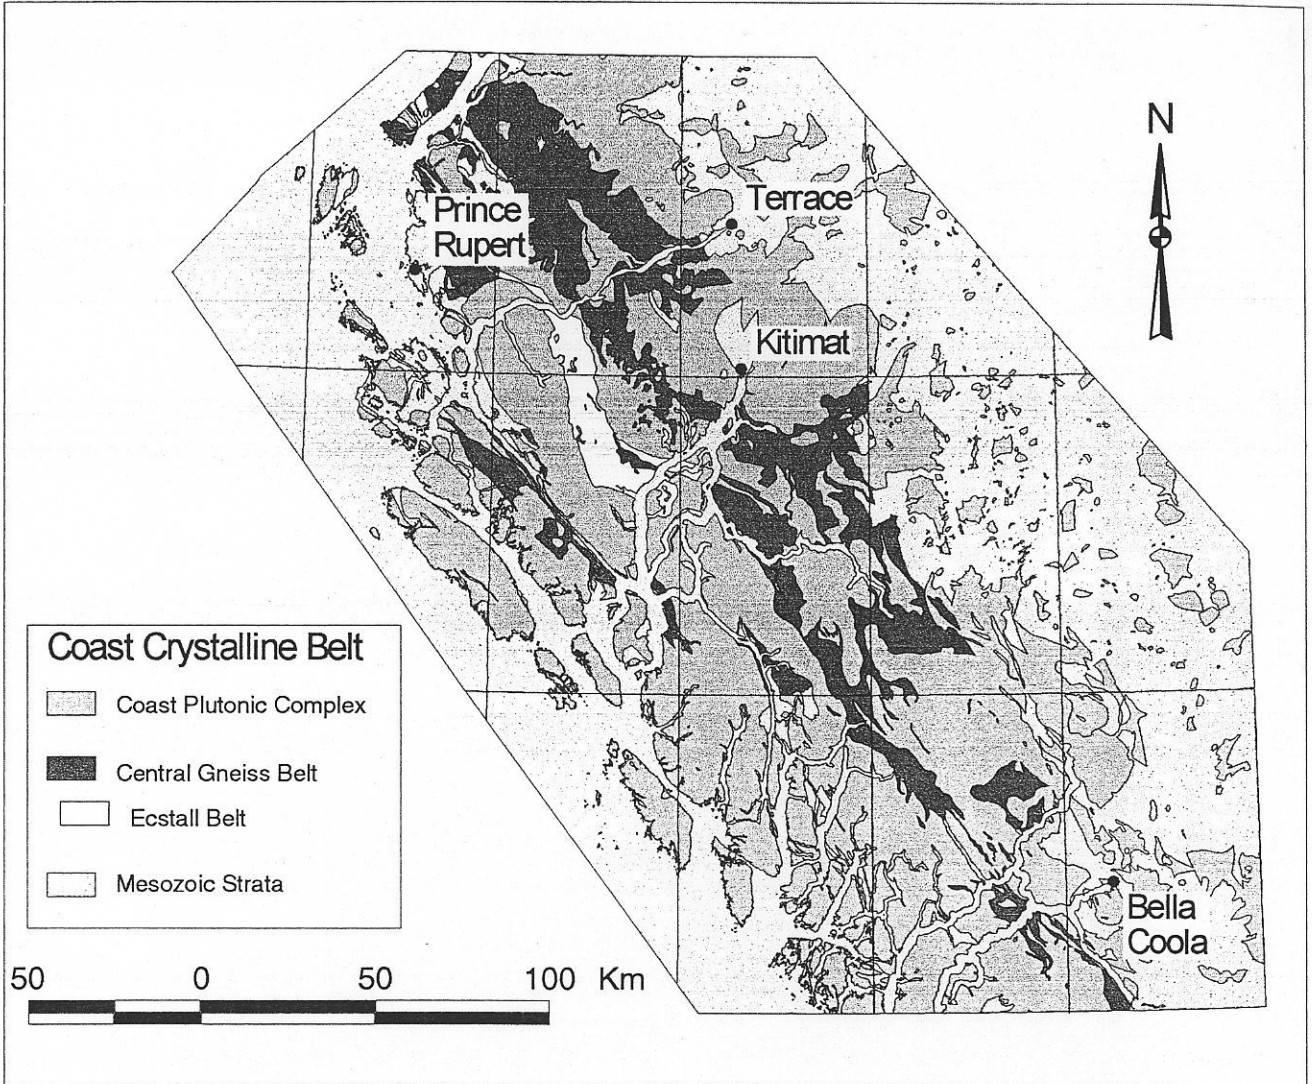 N
Terrace
Prince
Rupert
Kitimat
Coast Crystalline Belt
Coast Plutonic Complex
Central Gneiss Belt
Ecstall Belt
Mesozoic Strata
Bella
Coola
50 0 50 100 Km